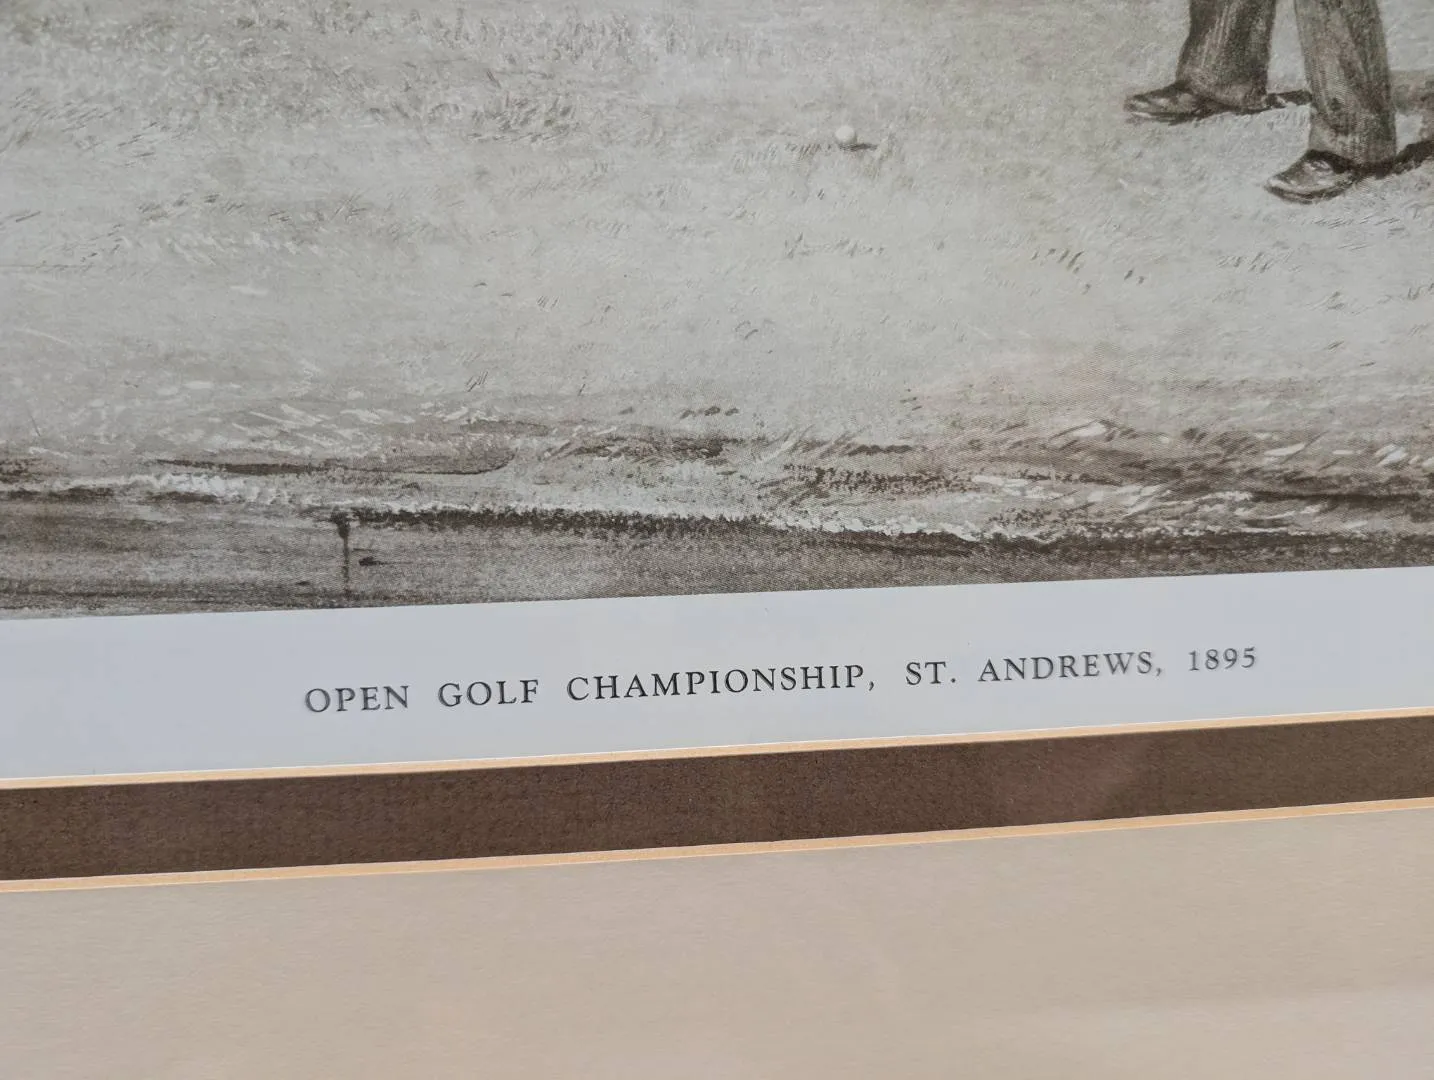 OPEN GOLF CHAMPIONSHIP, ST. ANDREWS, 1895